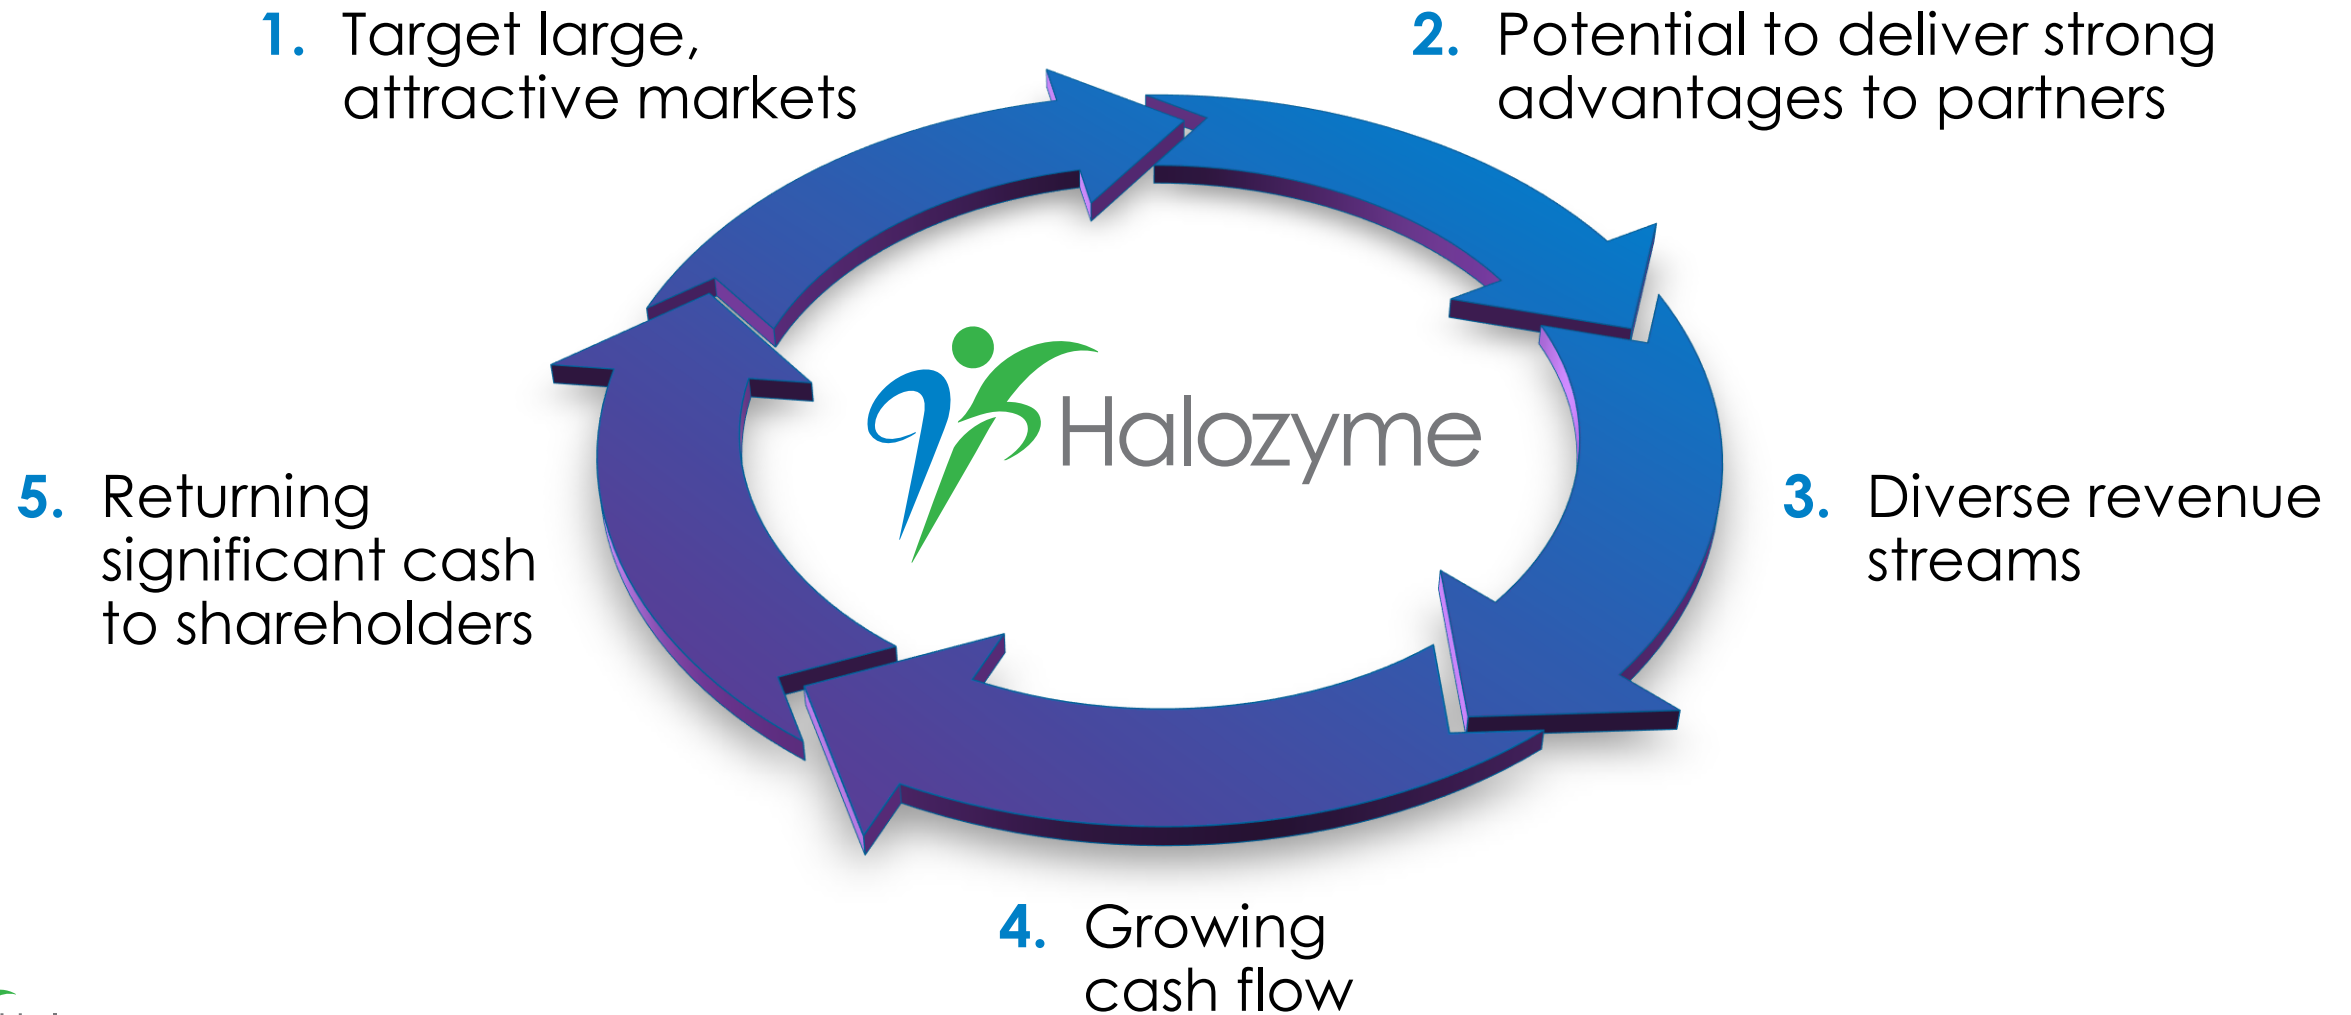 1. Target large,
attractive markets
2. Potential to deliver strong
advantages to partners
Halozyme
3. Diverse revenue
streams
4. Growing
cash flow
5. Returning
significant cash
to shareholders